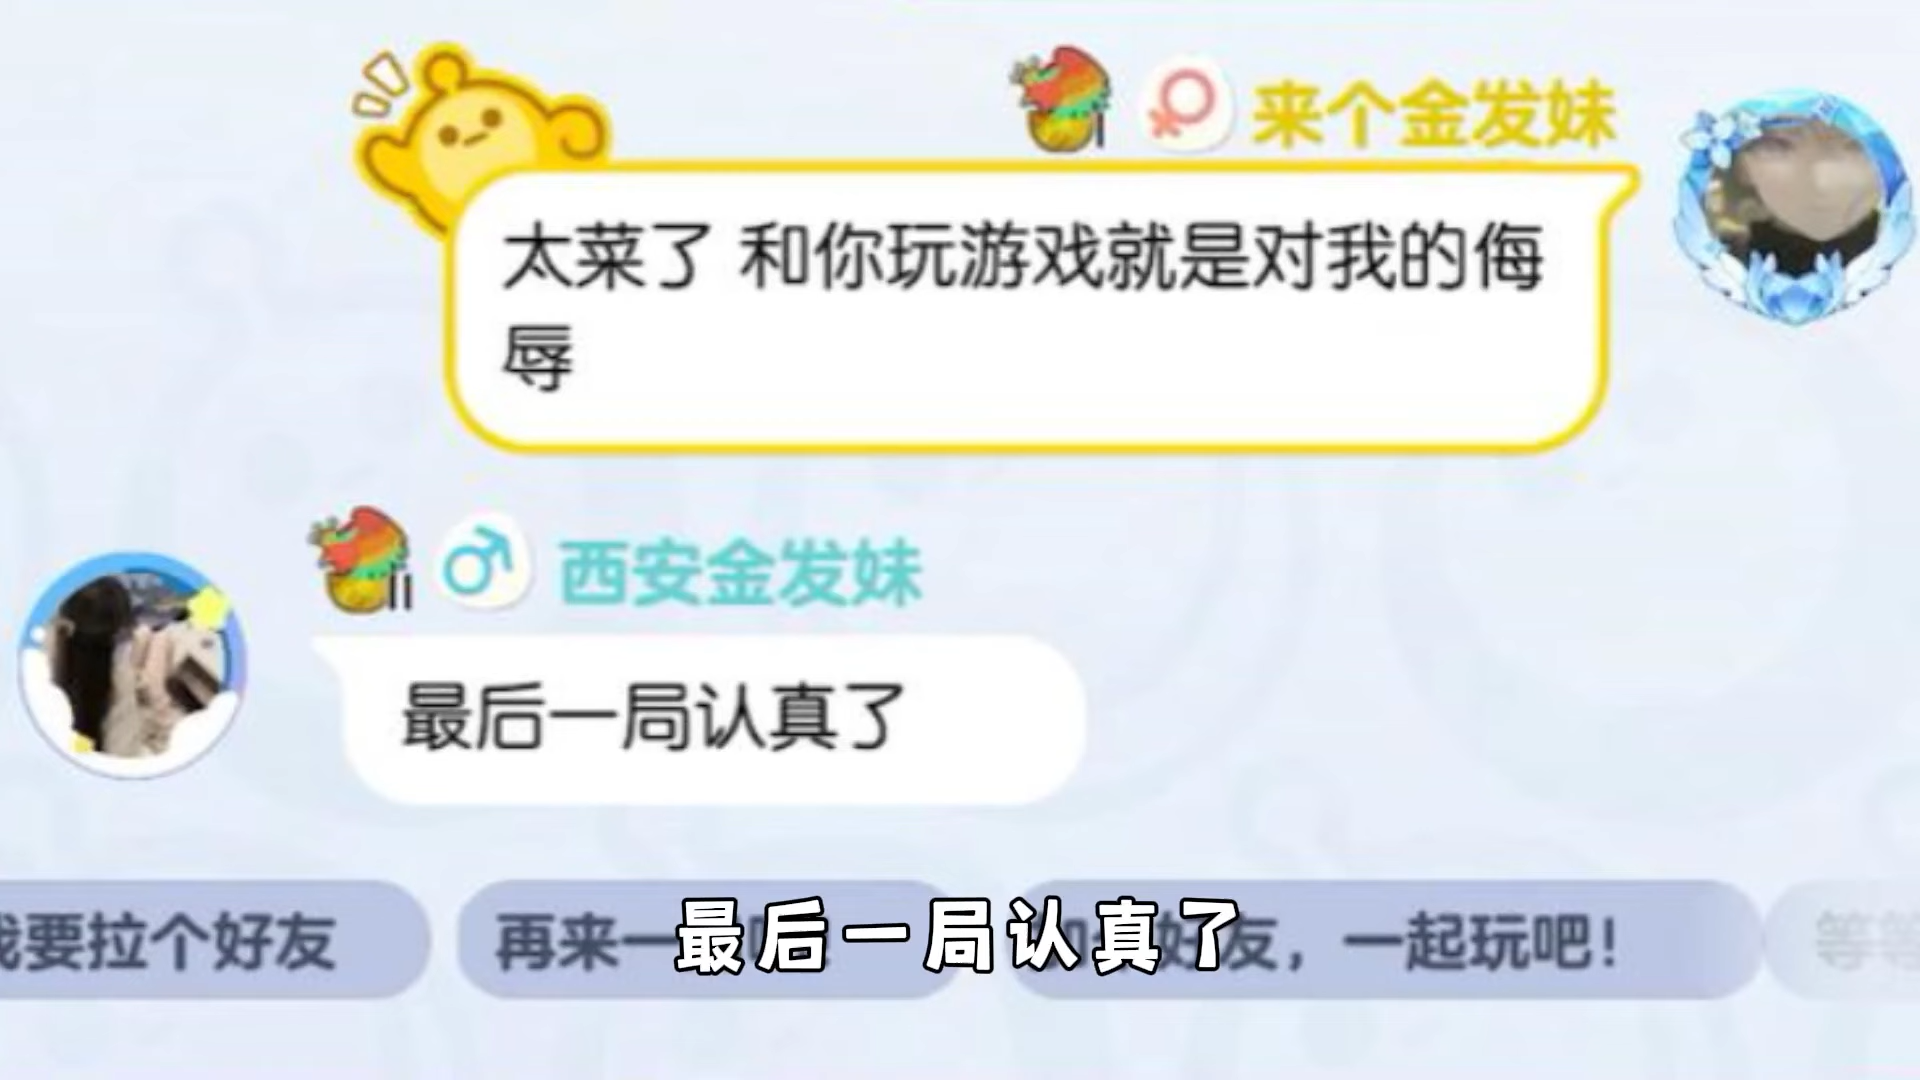 来个金发妹
太菜了 和你玩游戏就是对我的侮
辱
西安金发妹
最后一局认真了
要拉个好友
再来一
好友，一起玩吧！
等等
最后一局认真了